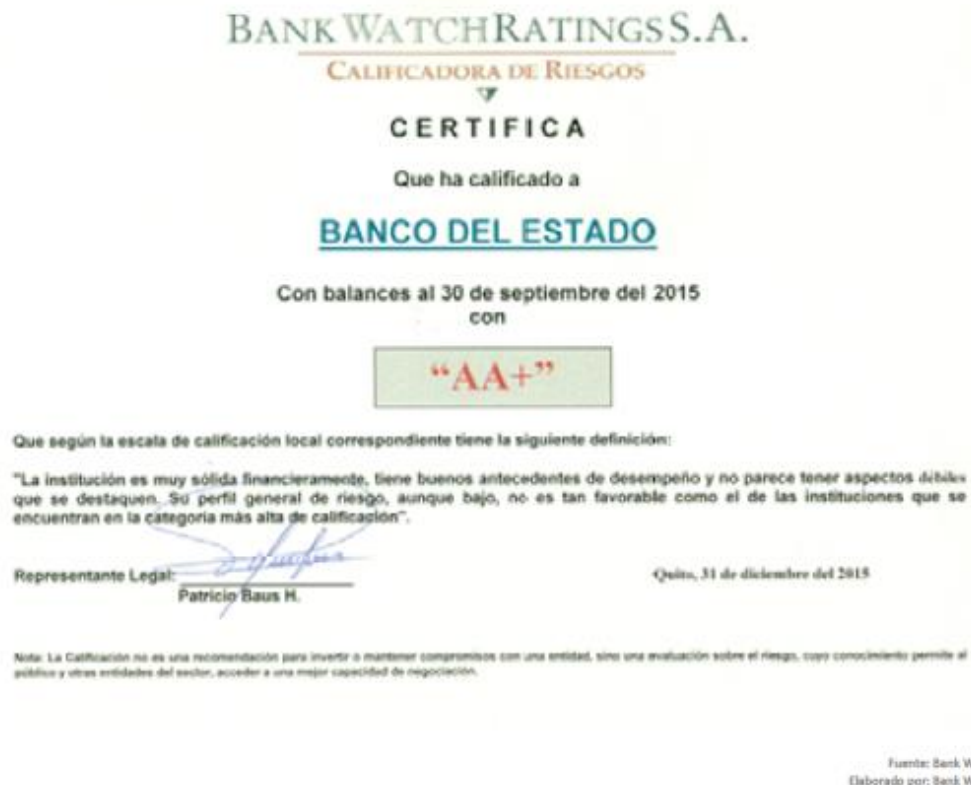 BANKWATCHRATINGS S.A.
CALIFICADORA DE RIESGOS
CERTIFICA
Que ha calificado a
BANCO DEL ESTADO
Con balances al 30 de septiembre del 2015
con
“AA+”
Que según la escala de calificación local correspondiente tiene la siguiente definición:
"La institución es muy sólida financieramente, tiene buenos antecedentes de desempeño y no parece tener aspectos débiles
que se destaquen. Su perfil general de riesgo, aunque bajo, no es tan favorable como el de las instituciones que se
encuentran en la categoría más alta de calificación".
Representante Legal:
Quito, 31 de diciembre del 2015
Patricio Baus H.
Nota: La Calificación no es una recomendación para invertir o mantener compromisos con una entidad, sino una evaluación sobre el riesgo, cuyo conocimiento permite al
público y otras entidades del sector, acceder a una mejor capacidad de negociación.
Fuente: Bank W
Elaborado por: Bank W